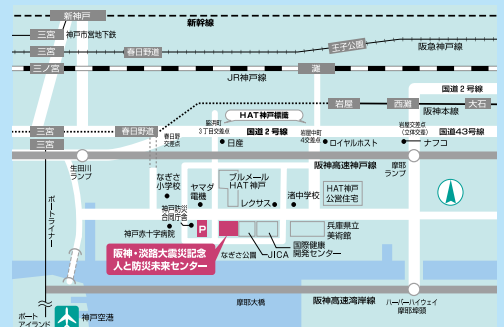 新神戸
新幹線
三宮
神戸市営地下鉄
三宮
春日野道
王子公園
阪急神戸線
三ノ宮
灘
JR神戸線
国道2号線
岩屋
西灘
大石
阪神本線
HAT神戸標識
三宮
春日野道
春日野
交差点
脇浜町
3丁目交差点
国道2号線
岩屋中町
4交差点
岩屋交差点
(立体交差)
国道43号線
三宮
日産
ロイヤルホスト
ナフコ
生田川
ランプ
阪神高速神戸線
摩耶
ランプ
なぎさ
小学校
ヤマダ
電機
ブルメール
HAT神戸
レクサス
渚中学校
HAT神戸
公営住宅
ポートライナー
神戸防災
合同庁舎
神戸赤十字病院
P
兵庫県立
美術館
国際健康
開発センター
JICA
なぎさ公園
阪神・淡路大震災記念
人と防災未来センター
摩耶大橋
阪神高速湾岸線
ハーバーハイウェイ
摩耶埠頭
ポート
アイランド
神戸空港